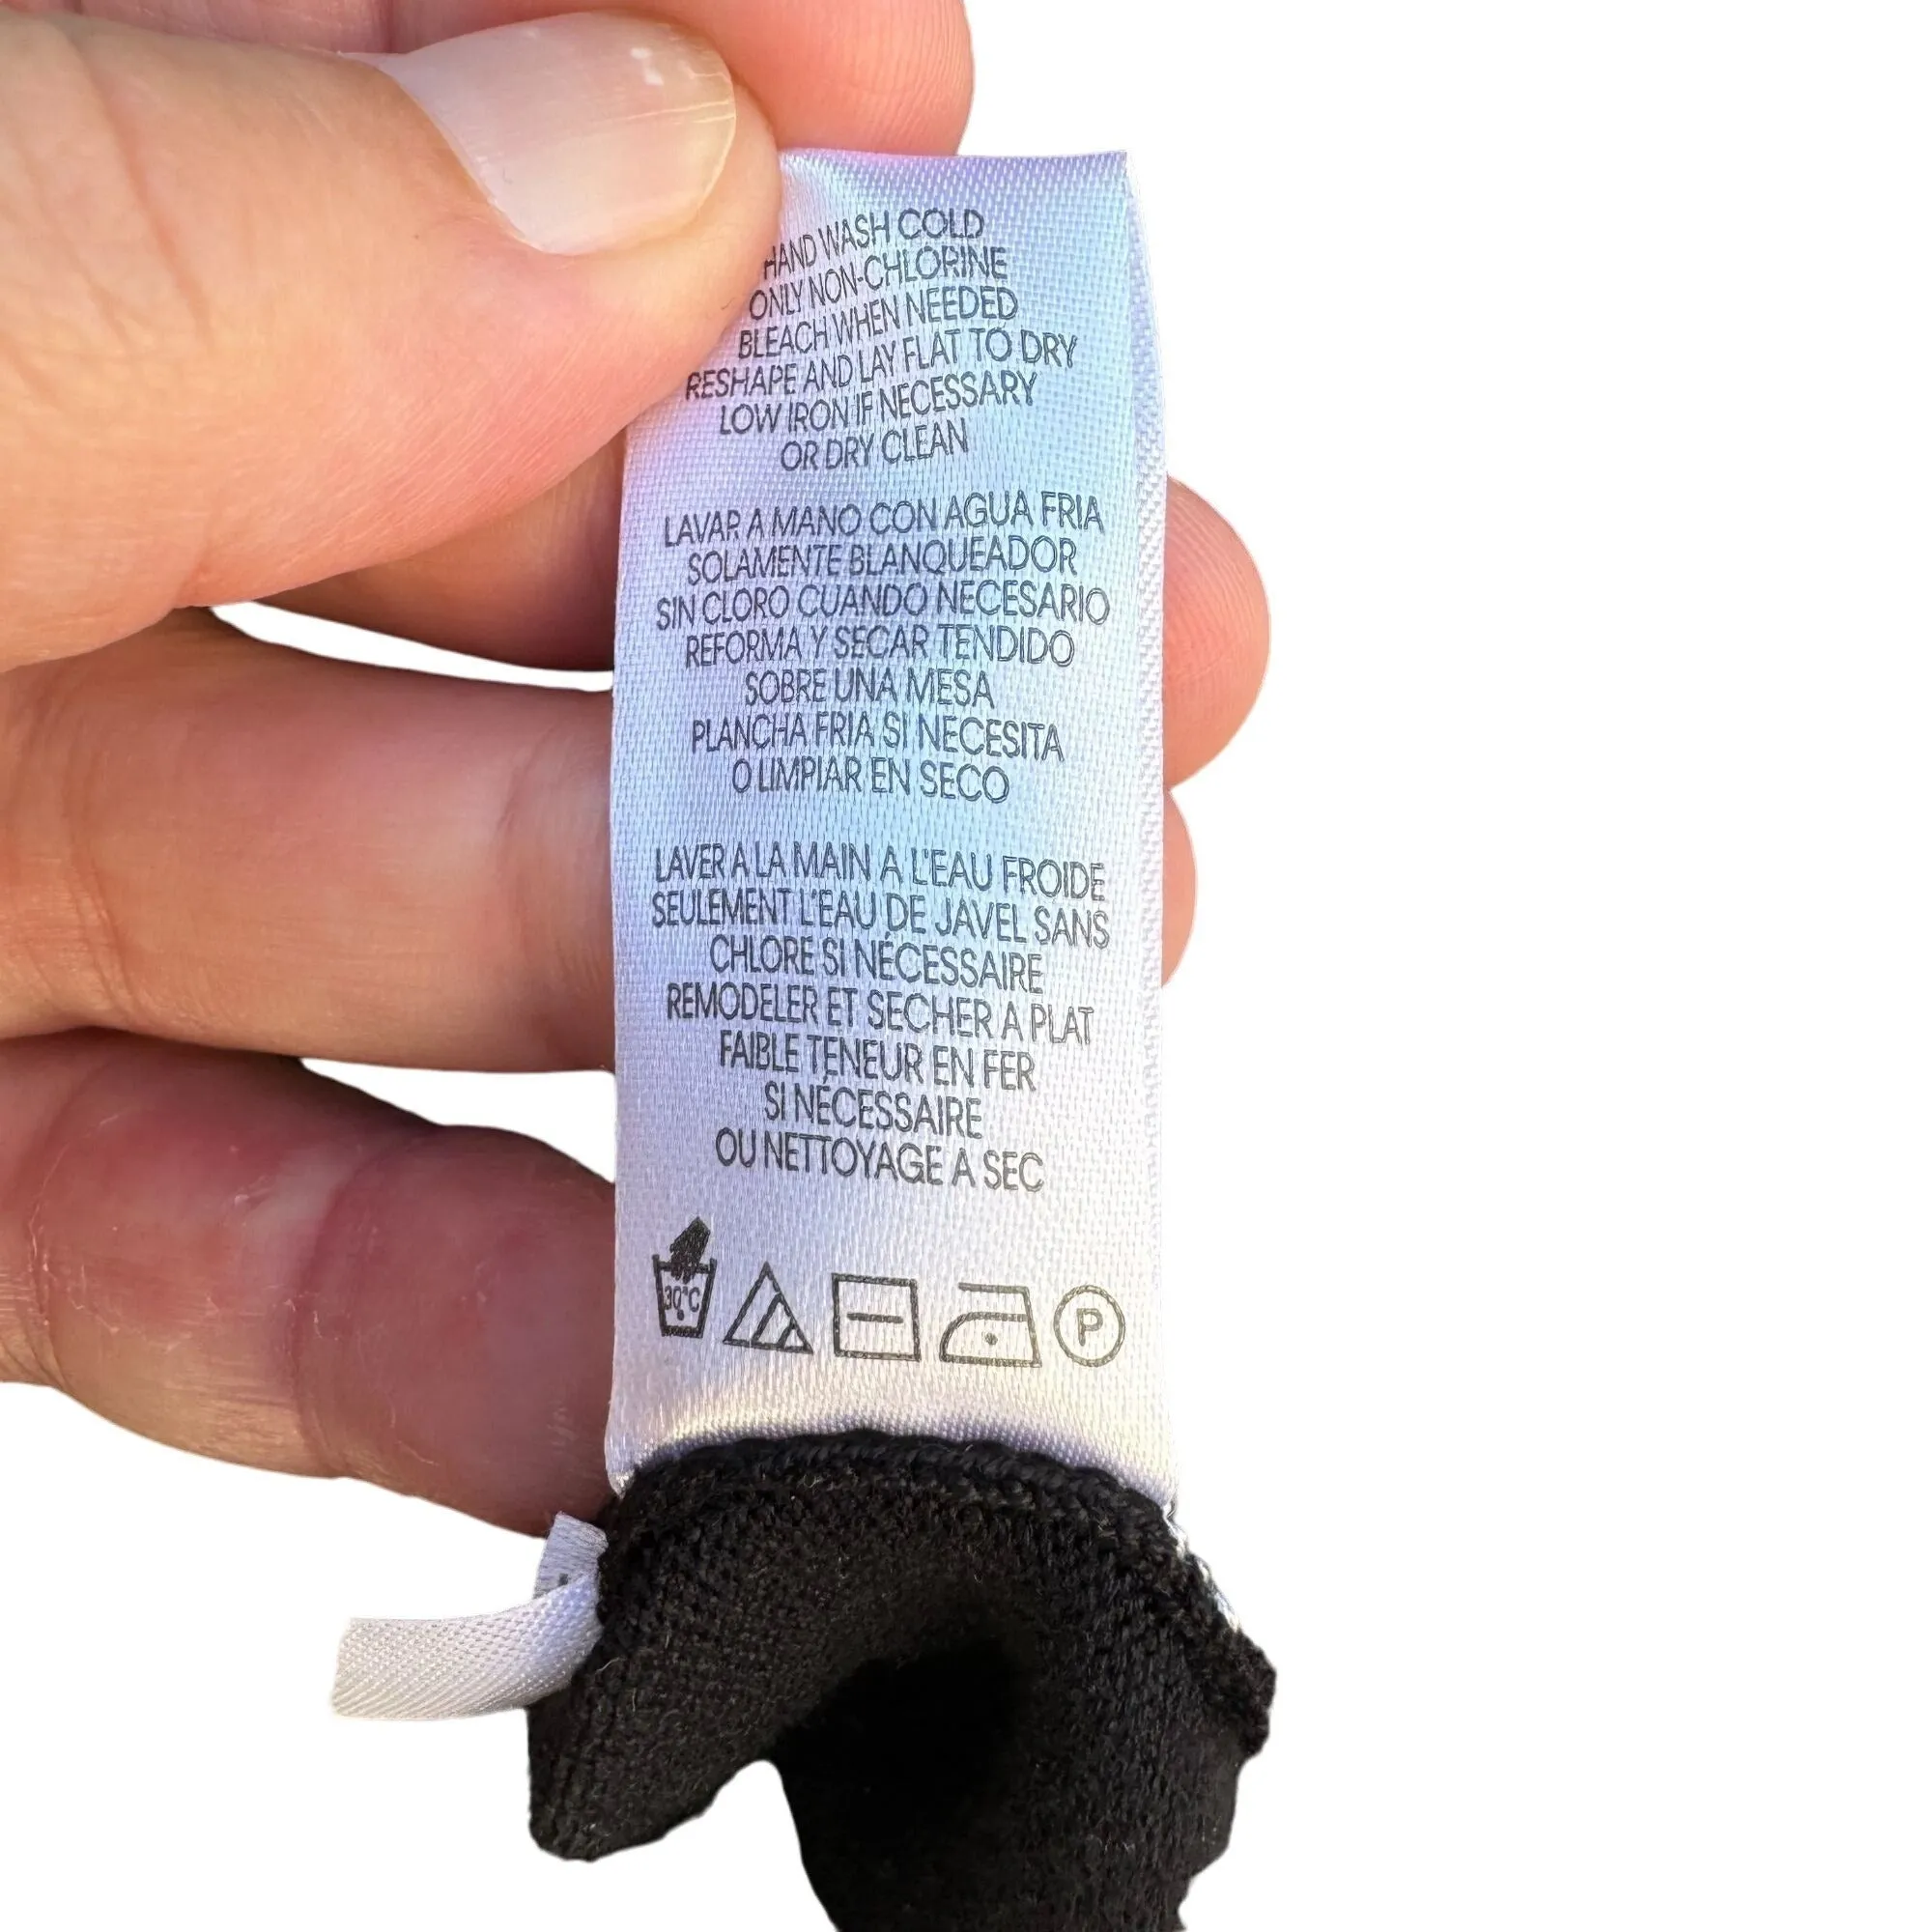 HAND WASH COLD
ONLY NON-CHLORINE
BLEACH WHEN NEEDED
RESHAPE AND LAY FLAT TO DRY
LOW IRON IF NECESSARY
OR DRY CLEAN
LAVAR A MANO CON AGUA FRIA
SOLAMENTE BLANQUEADOR
SIN CLORO CUANDO NECESARIO
REFORMA Y SECAR TENDIDO
SOBRE UNA MESA
PLANCHA FRIA SI NECESITA
O LIMPIAR EN SECO
LAVER A LA MAIN A L'EAU FROIDE
SEULEMENT L'EAU DE JAVEL SANS
CHLORE SI NÉCESSAIRE
REMODELER ET SECHER A PLAT
FAIBLE TENEUR EN FER
SI NÉCESSAIRE
OU NETTOYAGE A SEC
30°C P